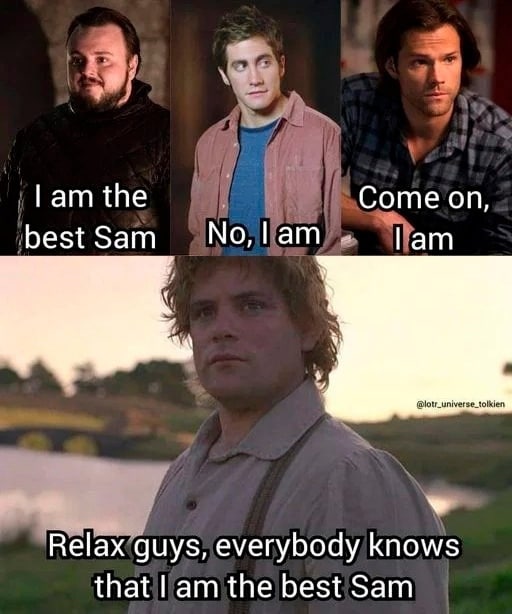 I am the
best Sam
No, I am
Come on,
I am
@lotr_universe_tolkien
Relax guys, everybody knows
that I am the best Sam